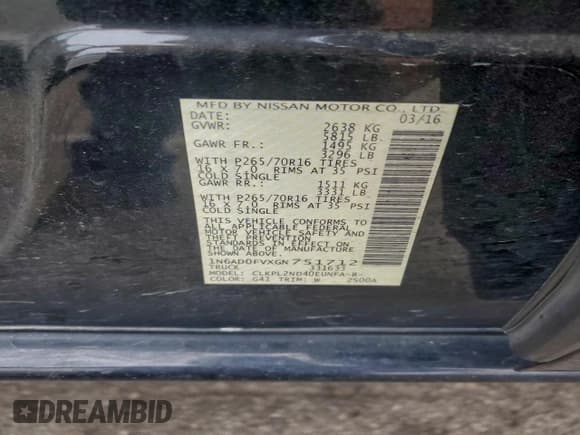 MFD BY NISSAN MOTOR CO., LTD.
DATE: 03/16
GVWR: 2638 KG
5815 LB
GAWR FR.: 1495 KG
3296 LB
WITH P265/70R16 TIRES
16 X 7.0 RIMS AT 35 PSI
COLD SINGLE
GAWR RR.: 1511 KG
3331 LB
WITH P265/70R16 TIRES
16 X 7.0 RIMS AT 35 PSI
COLD SINGLE
THIS VEHICLE CONFORMS TO
ALL APPLICABLE FEDERAL
MOTOR VEHICLE SAFETY AND
THEFT PREVENTION
STANDARDS IN EFFECT ON
THE DATE OF MANUFACTURE
SHOWN ABOVE.
1N6AD0FVXGN751712
TRUCK 331633
MODEL: CLKPL2ND40EUNFA-R-
COLOR: G41 TRIM: W 2500A
DREAMBID